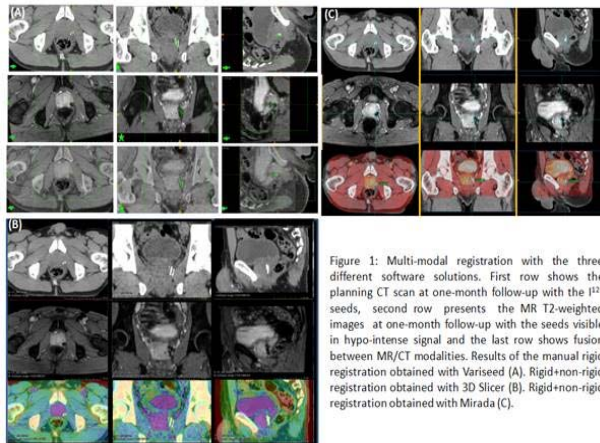 (A)
(C)
(B)
Figure 1: Multi-modal registration with the three
different software solutions. First row shows the
planning CT scan at one-month follow-up with the I¹²
seeds, second row presents the MR T2-weighted
images at one-month follow-up with the seeds visible
in hypo-intense signal and the last row shows fusion
between MR/CT modalities. Results of the manual rigid
registration obtained with Variseed (A). Rigid+non-rigid
registration obtained with 3D Slicer (B). Rigid+non-rigid
registration obtained with Mirada (C).